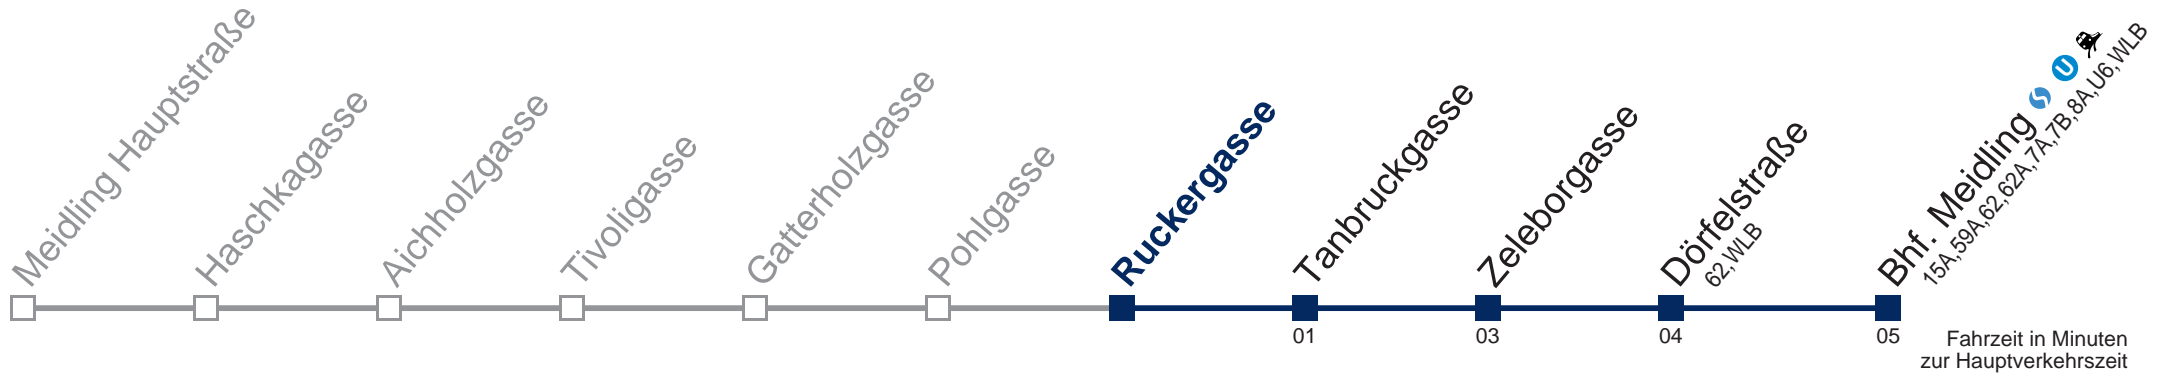 Meidling Hauptstraße
Haschkagasse
Aichholzgasse
Tivoligasse
Gatterholzgasse
Pohlgasse
Ruckergasse
Tanbruckgasse
Zeleborgasse
Dörfelstraße
62,WLB
Bhf. Meidling
15A,59A,62,62A,7A,7B,8A,U6,WLB
01
03
04
05
Fahrzeit in Minuten
zur Hauptverkehrszeit